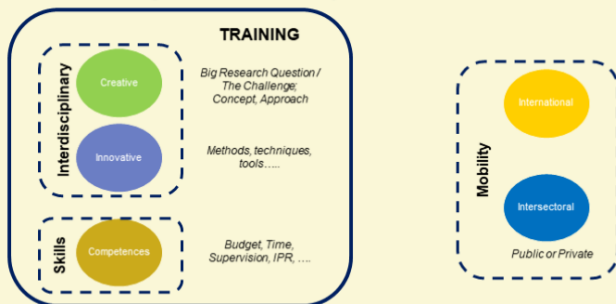 TRAINING
Interdisciplinary
Creative
Big Research Question /
The Challenge;
Concept, Approach
Innovative
Methods, techniques,
tools…..
Skills
Competences
Budget, Time,
Supervision, IPR, ….
Mobility
International
Intersectoral
Public or Private